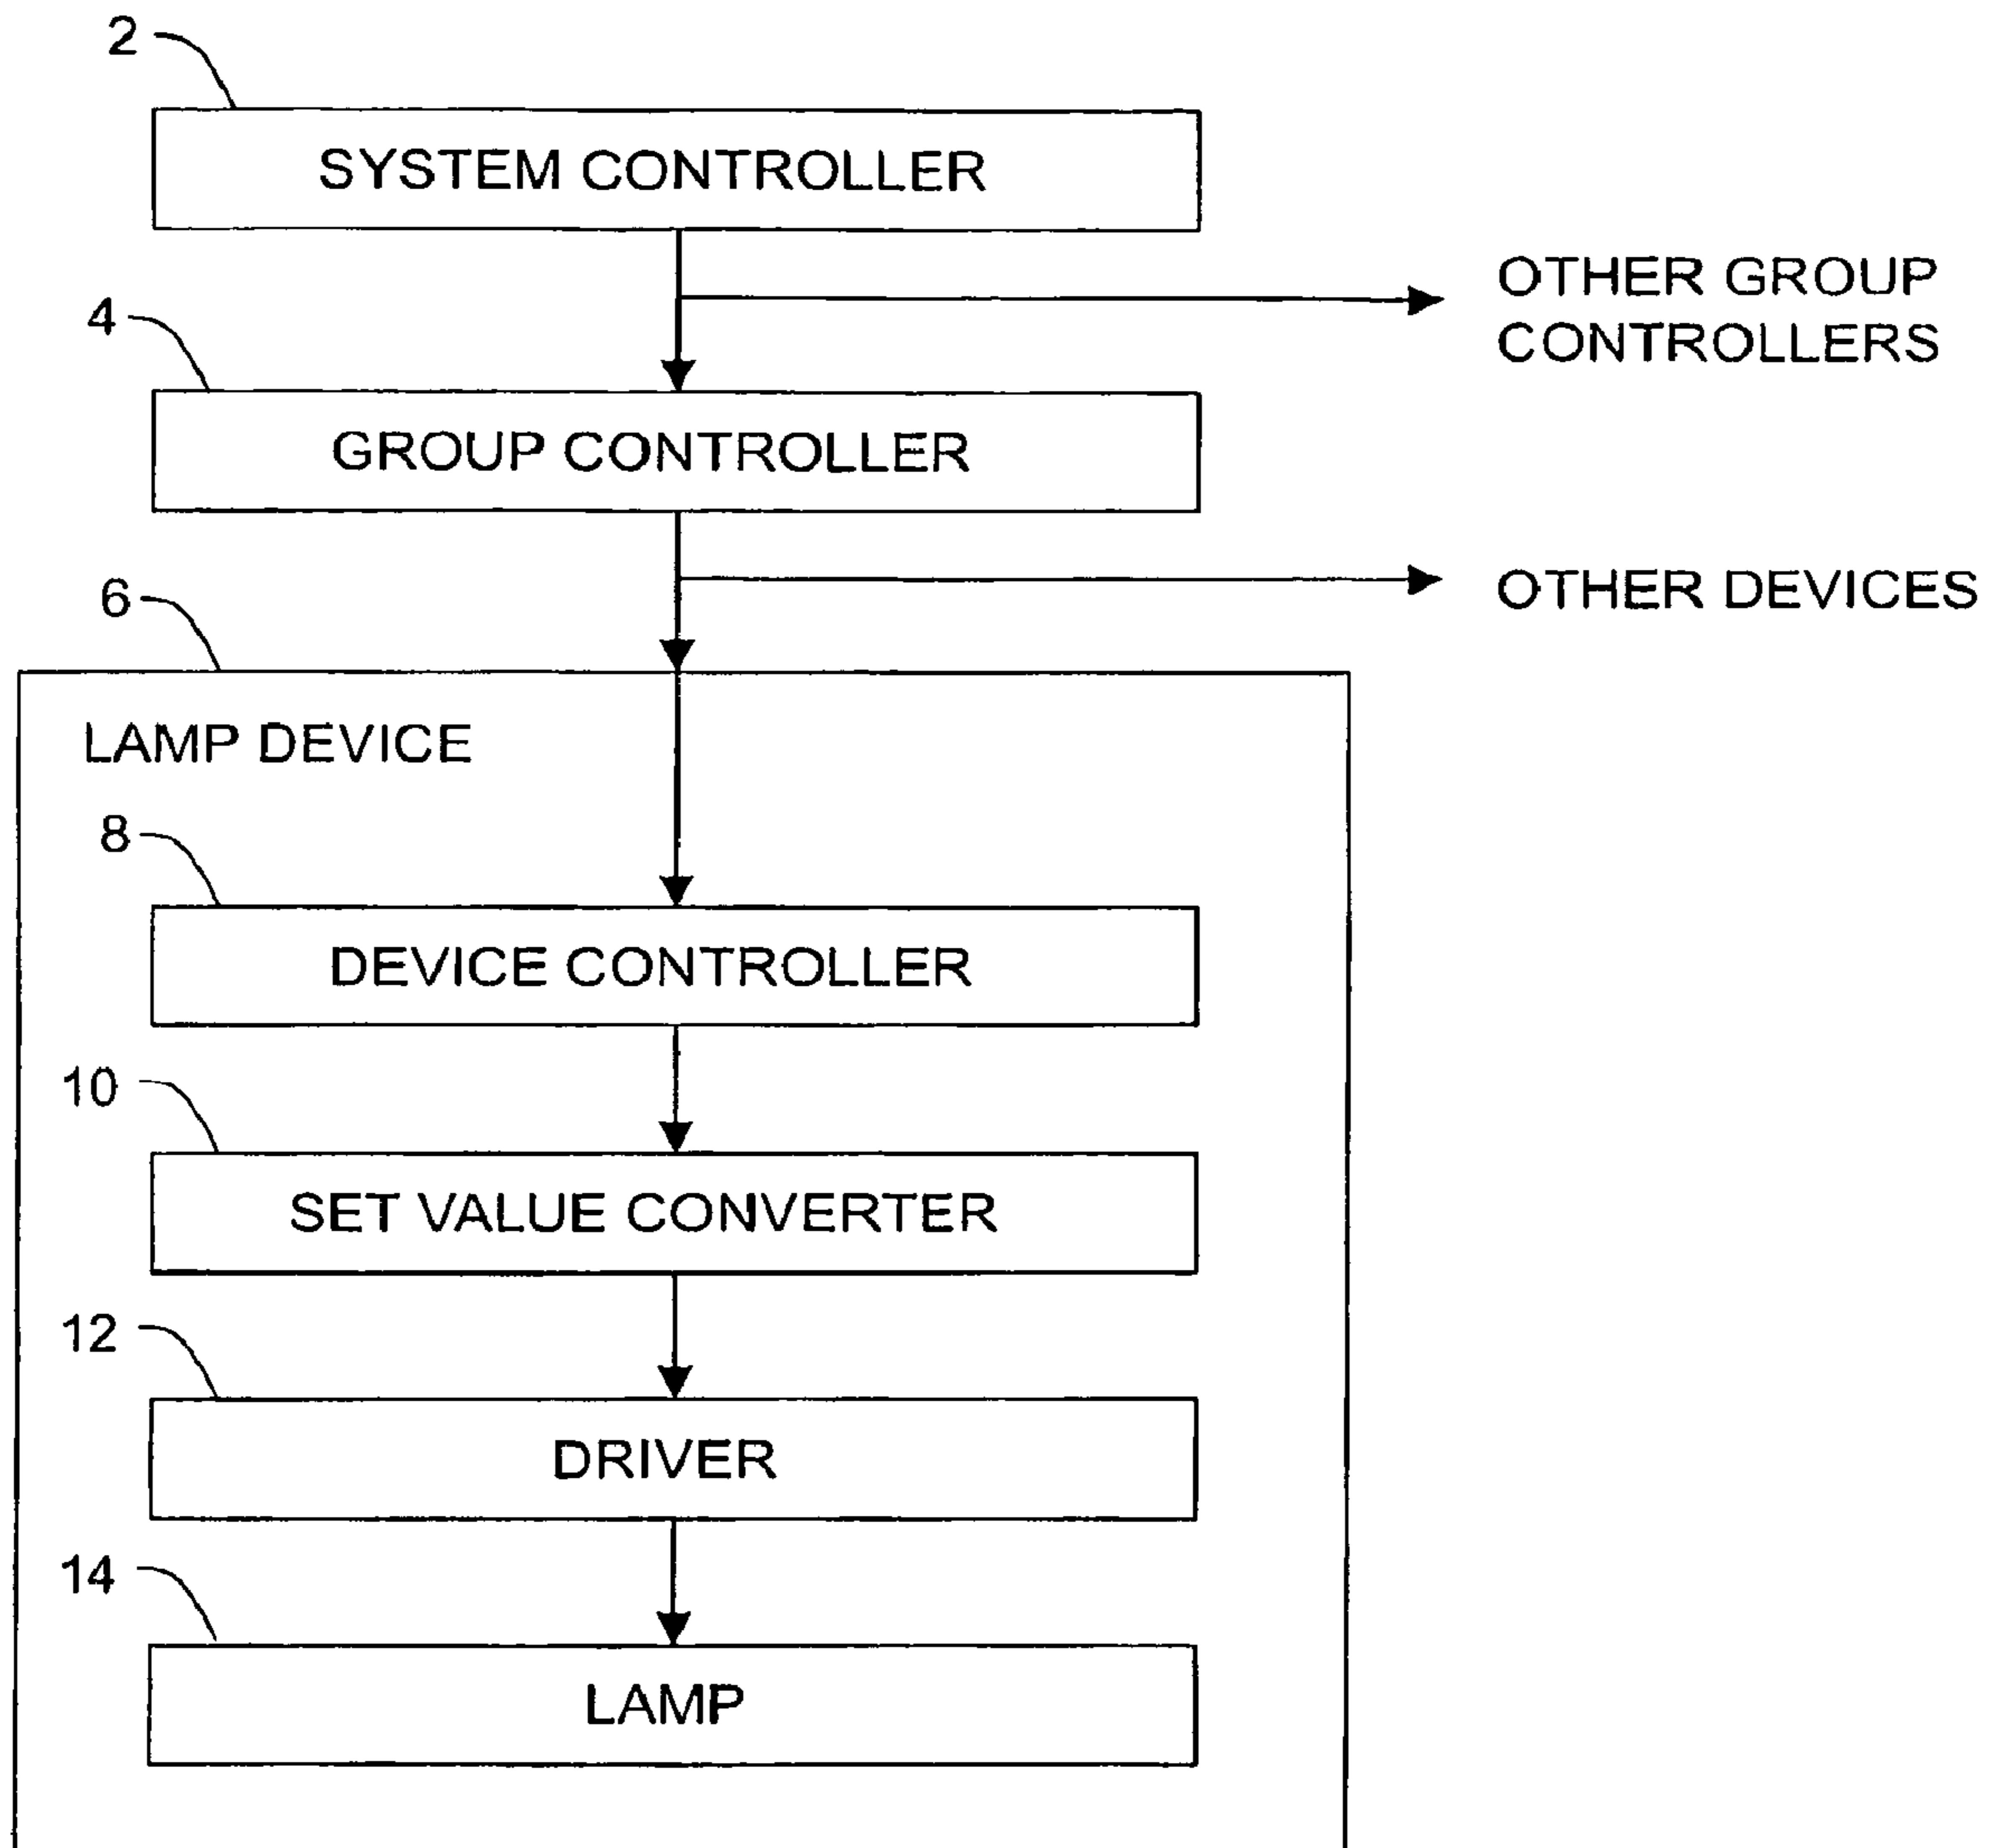 2
SYSTEM CONTROLLER
OTHER GROUP
CONTROLLERS
4
GROUP CONTROLLER
OTHER DEVICES
6
LAMP DEVICE
8
DEVICE CONTROLLER
10
SET VALUE CONVERTER
12
DRIVER
14
LAMP